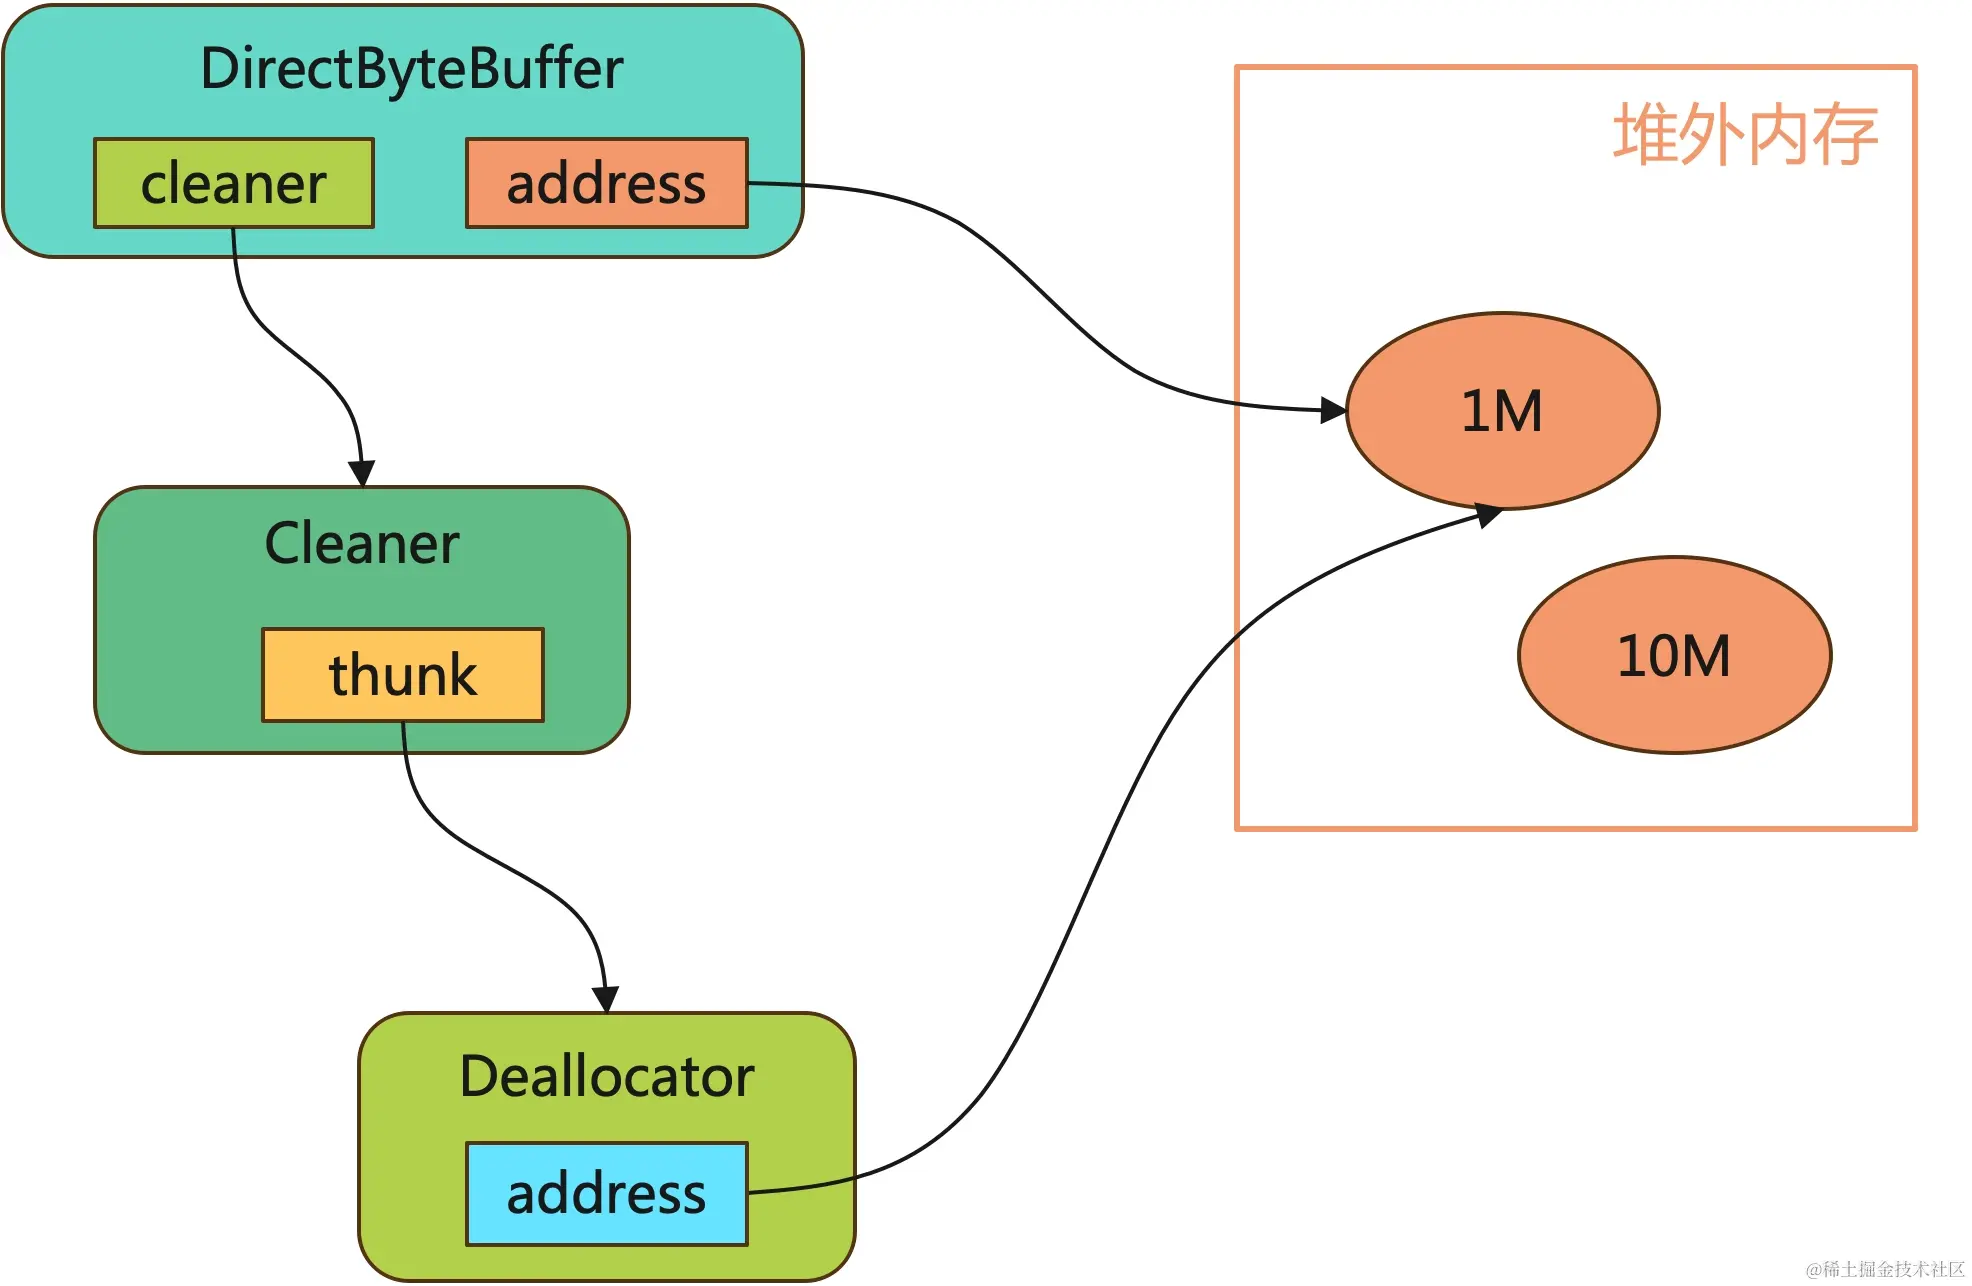 DirectByteBuffer
cleaner
address
堆外内存
1M
Cleaner
thunk
10M
Deallocator
address
@稀土掘金技术社区